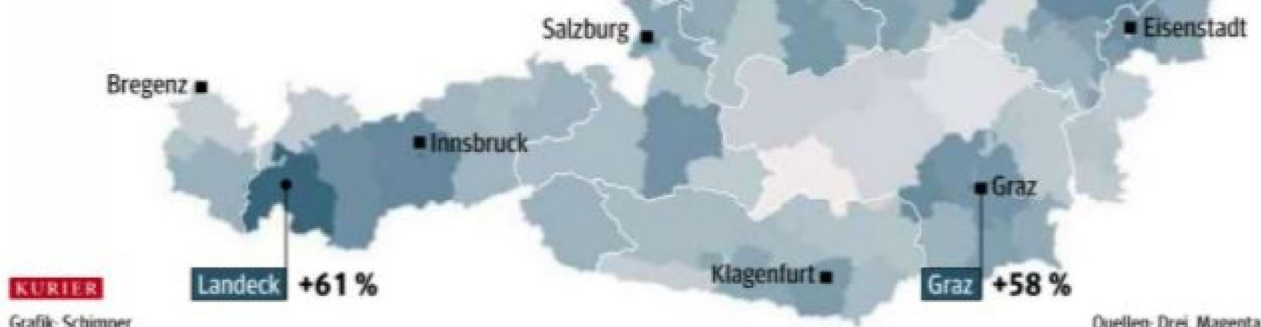 Salzburg
Eisenstadt
Bregenz
Innsbruck
Graz
Klagenfurt
Landeck +61 %
Graz +58 %
KURIER
Grafik: Schimper
Quellen: Drei, Magenta